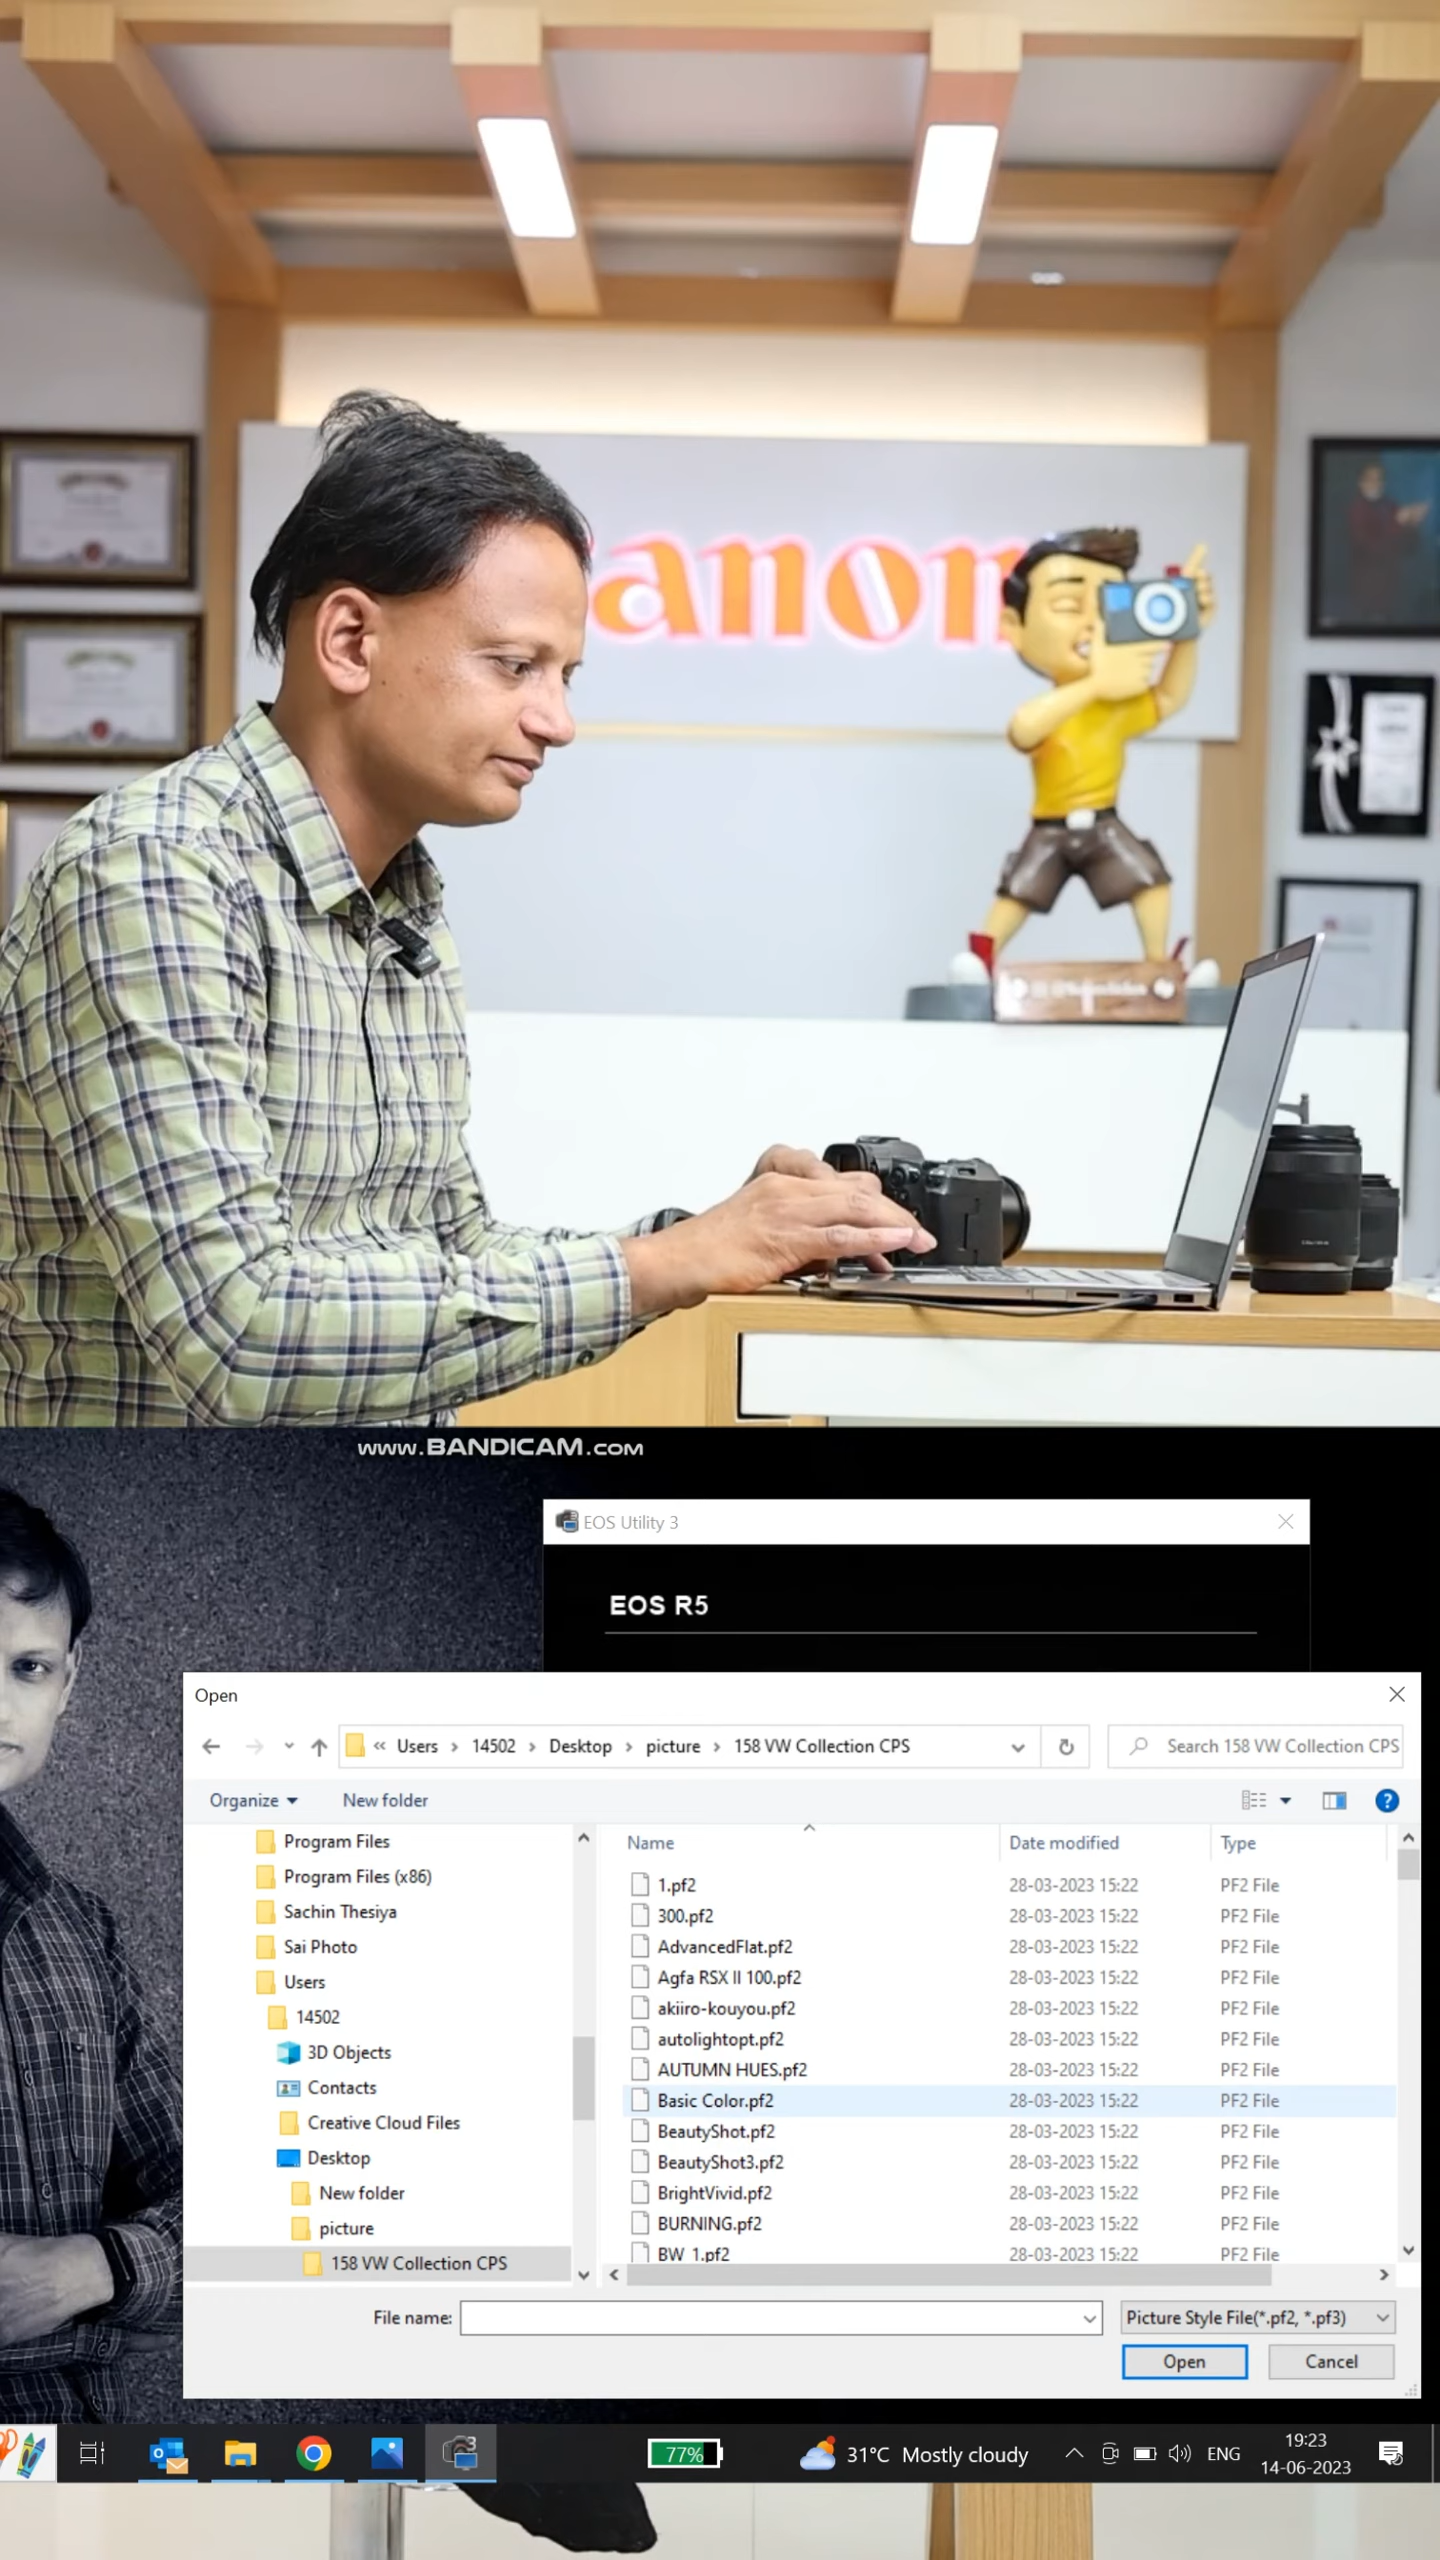 anon
www.BANDICAM.com
EOS Utility 3
EOS R5
Open
« Users › 14502 › Desktop › picture › 158 VW Collection CPS
Search 158 VW Collection CPS
Organize
New folder
?
Program Files
Program Files (x86)
Sachin Thesiya
Sai Photo
Users
14502
3D Objects
Contacts
Creative Cloud Files
Desktop
New folder
picture
158 VW Collection CPS
Name Date modified Type
1.pf2 28-03-2023 15:22 PF2 File
300.pf2 28-03-2023 15:22 PF2 File
AdvancedFlat.pf2 28-03-2023 15:22 PF2 File
Agfa RSX II 100.pf2 28-03-2023 15:22 PF2 File
akiiro-kouyou.pf2 28-03-2023 15:22 PF2 File
autolightopt.pf2 28-03-2023 15:22 PF2 File
AUTUMN HUES.pf2 28-03-2023 15:22 PF2 File
Basic Color.pf2 28-03-2023 15:22 PF2 File
BeautyShot.pf2 28-03-2023 15:22 PF2 File
BeautyShot3.pf2 28-03-2023 15:22 PF2 File
BrightVivid.pf2 28-03-2023 15:22 PF2 File
BURNING.pf2 28-03-2023 15:22 PF2 File
BW_1.pf2 28-03-2023 15:22 PF2 File
File name:
Picture Style File(*.pf2, *.pf3)
Open
Cancel
77%
31°C Mostly cloudy
ENG
19:23
14-06-2023